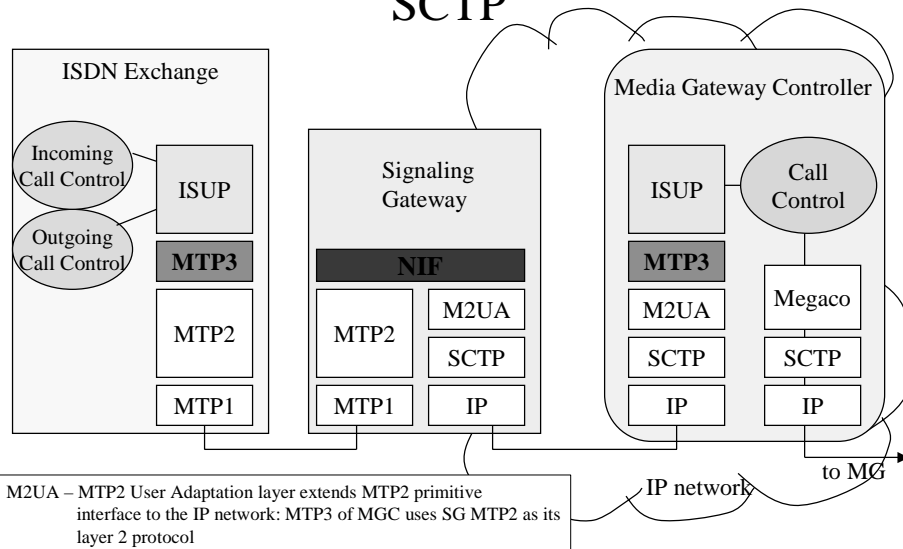 SCTP
ISDN Exchange
Incoming
Call Control
Outgoing
Call Control
ISUP
MTP3
MTP2
MTP1
Signaling
Gateway
NIF
MTP2
MTP1
M2UA
SCTP
IP
Media Gateway Controller
ISUP
MTP3
M2UA
SCTP
IP
Call
Control
Megaco
SCTP
IP
to MG
IP network
M2UA – MTP2 User Adaptation layer extends MTP2 primitive
interface to the IP network: MTP3 of MGC uses SG MTP2 as its
layer 2 protocol